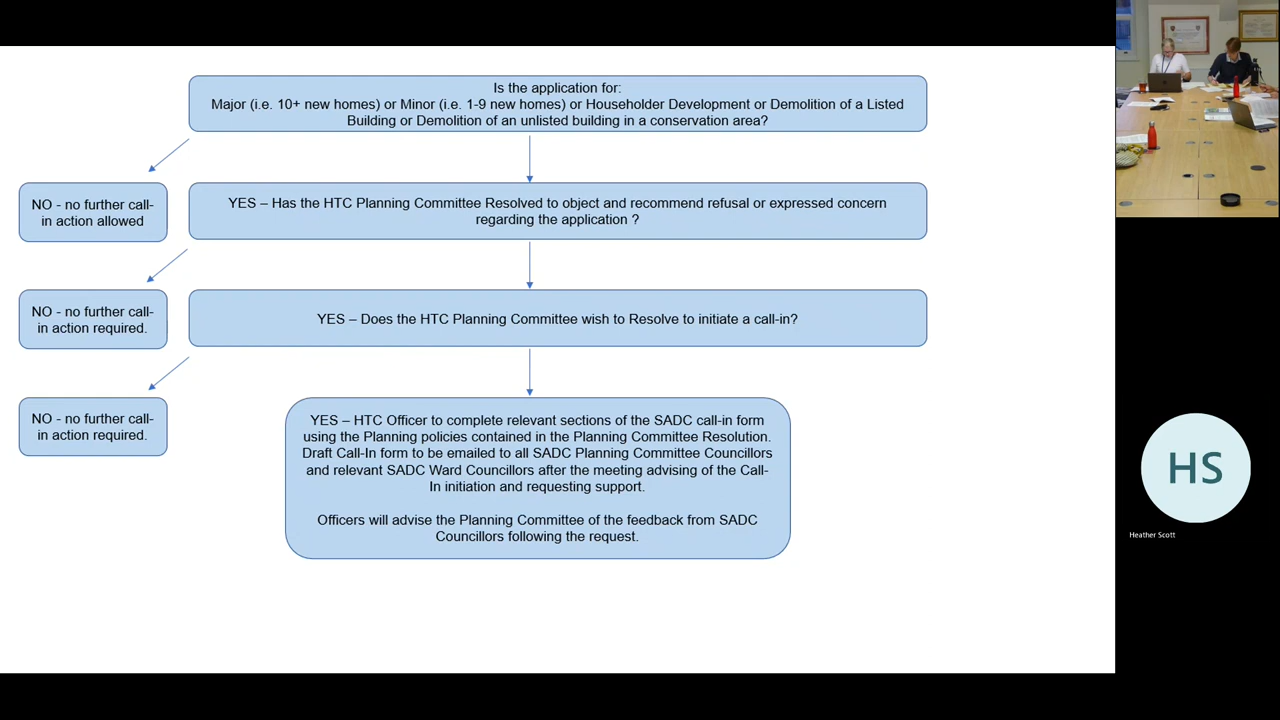 Is the application for:
Major (i.e. 10+ new homes) or Minor (i.e. 1-9 new homes) or Householder Development or Demolition of a Listed
Building or Demolition of an unlisted building in a conservation area?
NO - no further call-
in action allowed
YES – Has the HTC Planning Committee Resolved to object and recommend refusal or expressed concern
regarding the application ?
NO - no further call-
in action required.
YES – Does the HTC Planning Committee wish to Resolve to initiate a call-in?
NO - no further call-
in action required.
YES – HTC Officer to complete relevant sections of the SADC call-in form
using the Planning policies contained in the Planning Committee Resolution.
Draft Call-In form to be emailed to all SADC Planning Committee Councillors
and relevant SADC Ward Councillors after the meeting advising of the Call-
In initiation and requesting support.
Officers will advise the Planning Committee of the feedback from SADC
Councillors following the request.
HS
Heather Scott